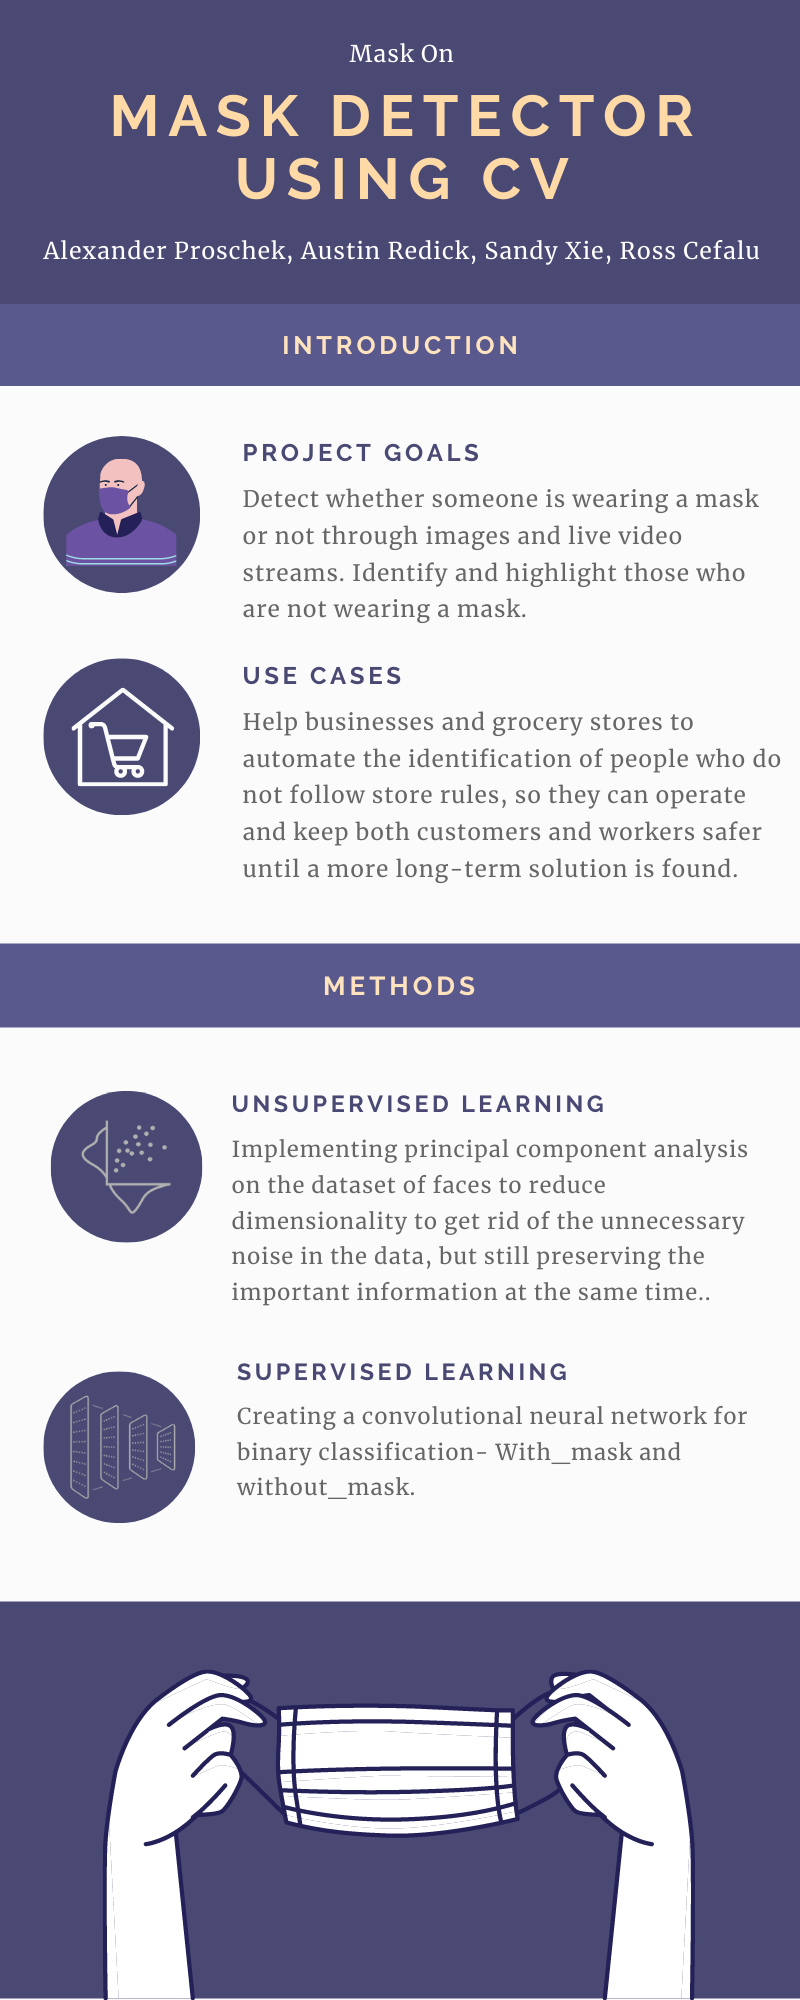 Mask On
MASK DETECTOR
USING CV
Alexander Proschek, Austin Redick, Sandy Xie, Ross Cefalu
INTRODUCTION
PROJECT GOALS
Detect whether someone is wearing a mask
or not through images and live video
streams. Identify and highlight those who
are not wearing a mask.
USE CASES
Help businesses and grocery stores to
automate the identification of people who do
not follow store rules, so they can operate
and keep both customers and workers safer
until a more long-term solution is found.
METHODS
UNSUPERVISED LEARNING
Implementing principal component analysis
on the dataset of faces to reduce
dimensionality to get rid of the unnecessary
noise in the data, but still preserving the
important information at the same time..
SUPERVISED LEARNING
Creating a convolutional neural network for
binary classification- With_mask and
without_mask.